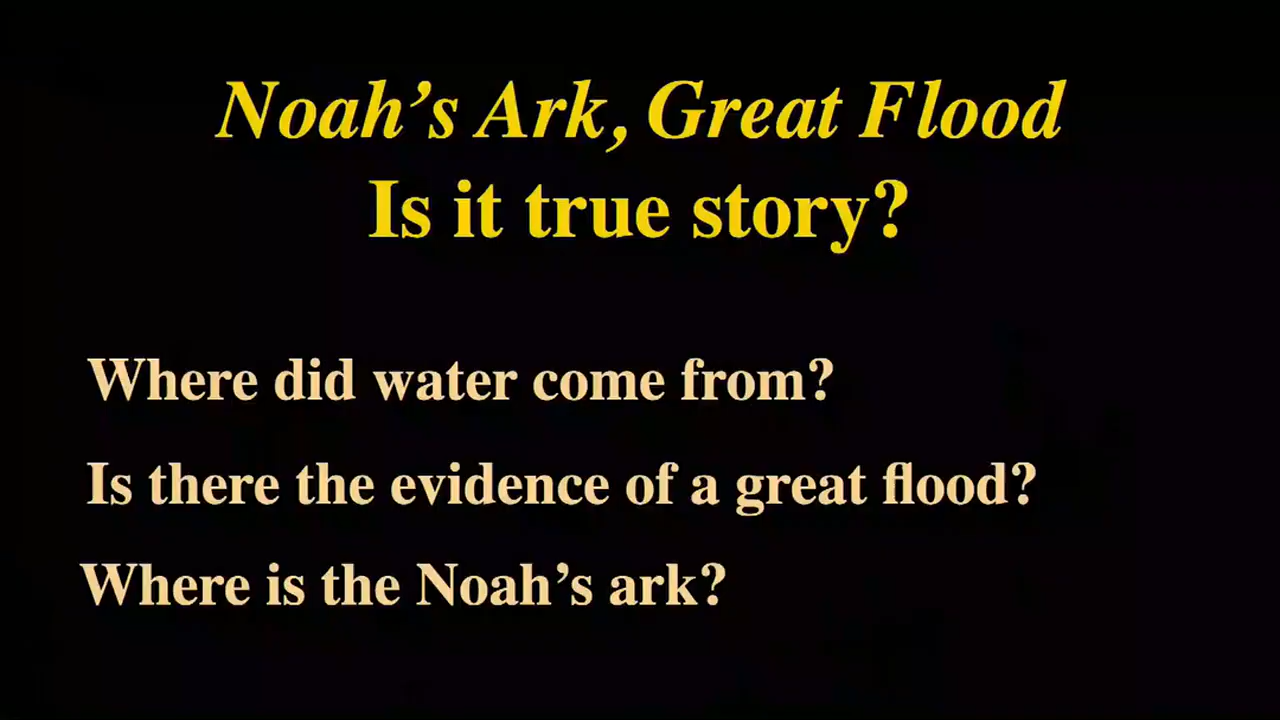 Noah’s Ark, Great Flood
Is it true story?
Where did water come from?
Is there the evidence of a great flood?
Where is the Noah’s ark?